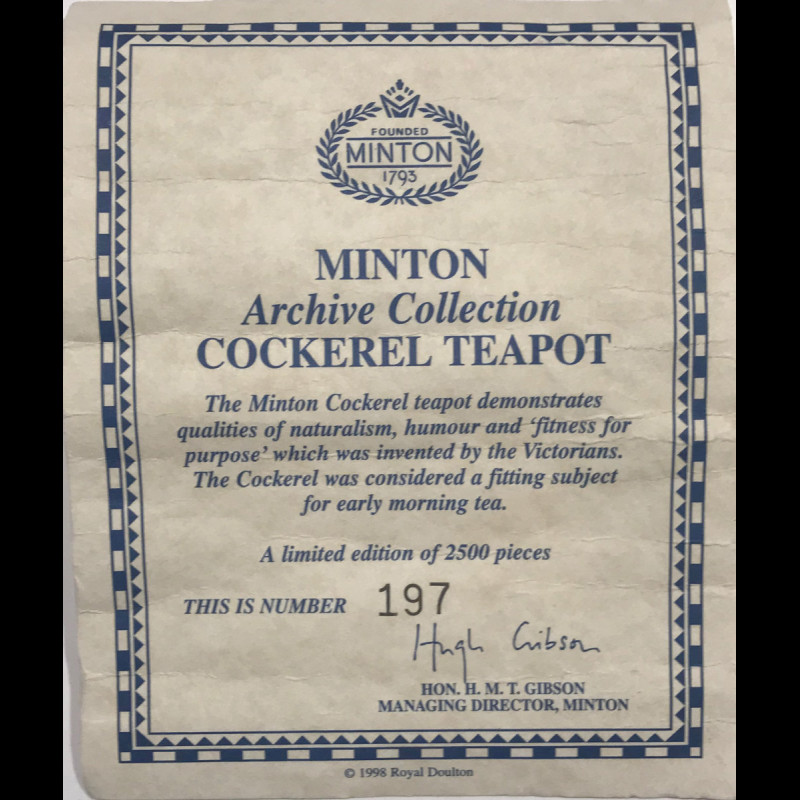 FOUNDED
MINTON
1793
MINTON
Archive Collection
COCKEREL TEAPOT
The Minton Cockerel teapot demonstrates
qualities of naturalism, humour and ‘fitness for
purpose’ which was invented by the Victorians.
The Cockerel was considered a fitting subject
for early morning tea.
A limited edition of 2500 pieces
THIS IS NUMBER 197
Hugh Gibson
HON. H. M. T. GIBSON
MANAGING DIRECTOR, MINTON
© 1998 Royal Doulton